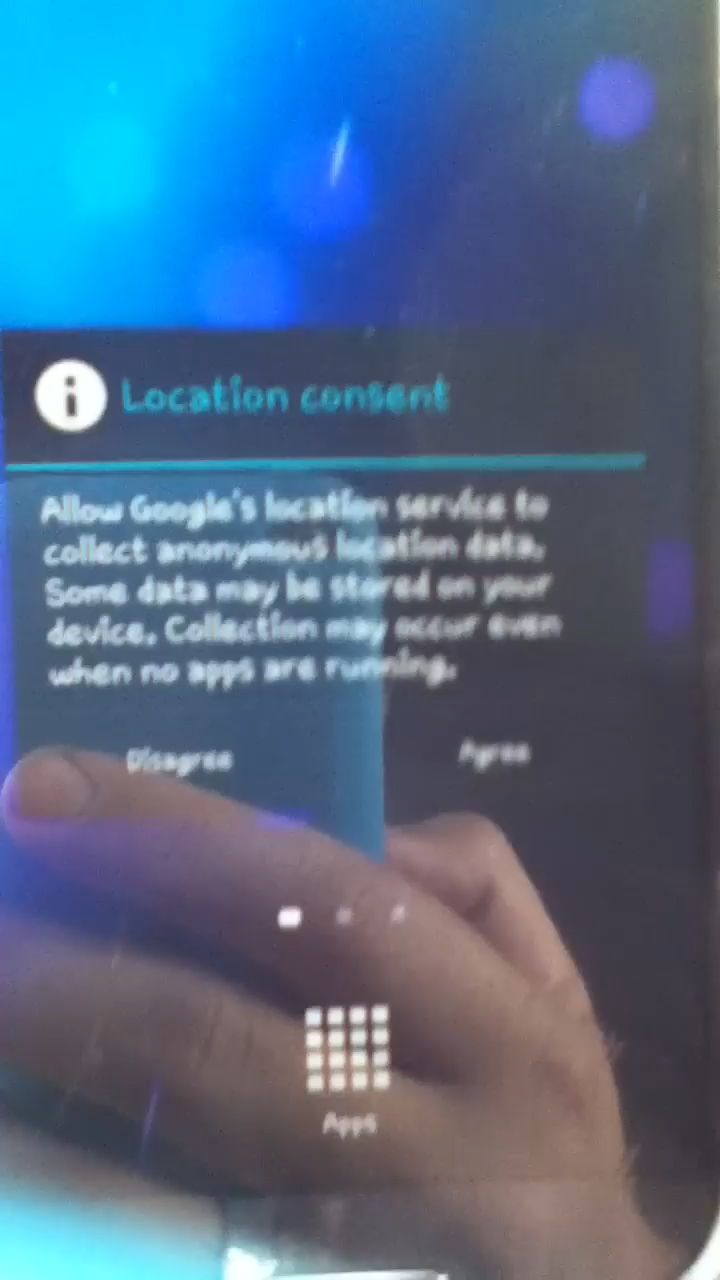 Location consent
Allow Google's location service to
collect anonymous location data.
Some data may be stored on your
device. Collection may occur even
when no apps are running.
Disagree Agree
Apps